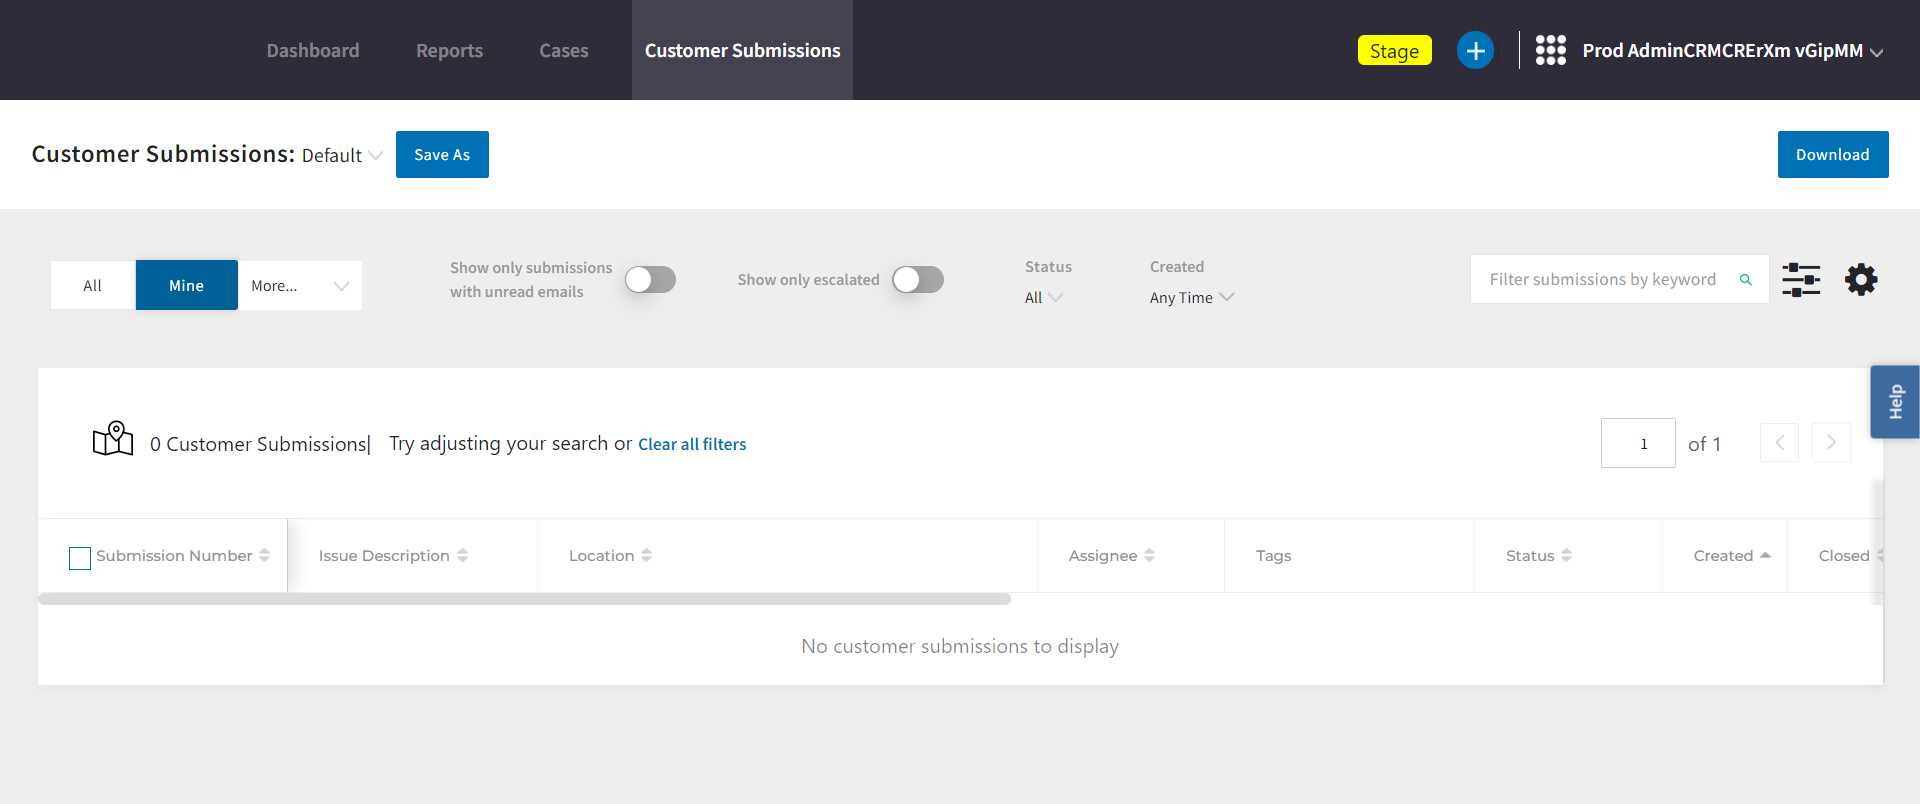 Dashboard Reports Cases Customer Submissions Stage Prod AdminCRMCRErXm vGipMM
Customer Submissions: Default Save As Download
All Mine More...
Show only submissions
with unread emails
Show only escalated
Status
All
Created
Any Time
Filter submissions by keyword
Help
0 Customer Submissions| Try adjusting your search or Clear all filters
1 of 1
Submission Number Issue Description Location Assignee Tags Status Created Closed
No customer submissions to display